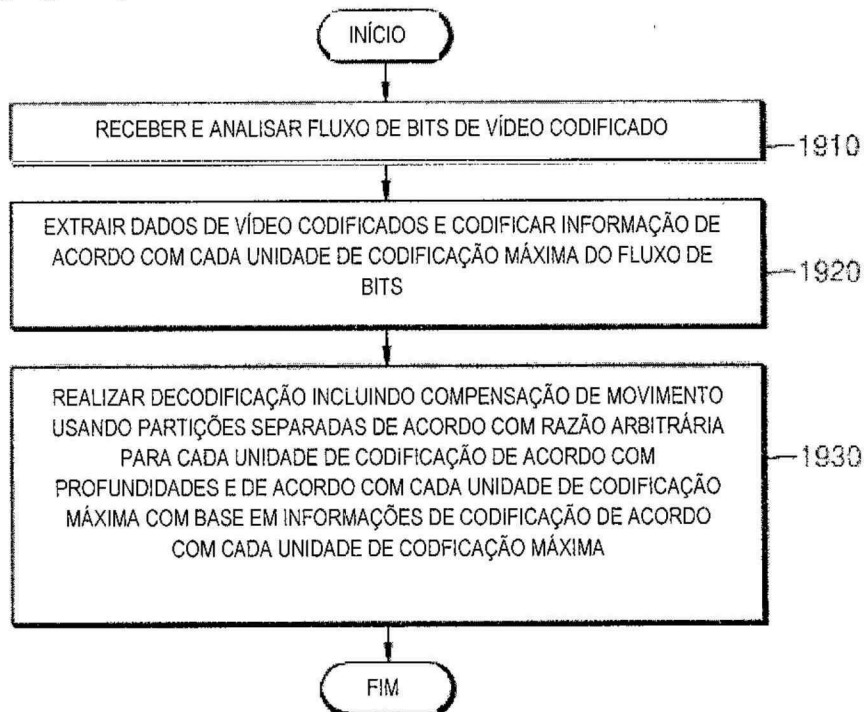 INÍCIO
RECEBER E ANALISAR FLUXO DE BITS DE VÍDEO CODIFICADO
1910
EXTRAIR DADOS DE VÍDEO CODIFICADOS E CODIFICAR INFORMAÇÃO DE
ACORDO COM CADA UNIDADE DE CODIFICAÇÃO MÁXIMA DO FLUXO DE
BITS
1920
REALIZAR DECODIFICAÇÃO INCLUINDO COMPENSAÇÃO DE MOVIMENTO
USANDO PARTIÇÕES SEPARADAS DE ACORDO COM RAZÃO ARBITRÁRIA
PARA CADA UNIDADE DE CODIFICAÇÃO DE ACORDO COM
PROFUNDIDADES E DE ACORDO COM CADA UNIDADE DE CODIFICAÇÃO
MÁXIMA COM BASE EM INFORMAÇÕES DE CODIFICAÇÃO DE ACORDO
COM CADA UNIDADE DE CODFICAÇÃO MÁXIMA
1930
FIM